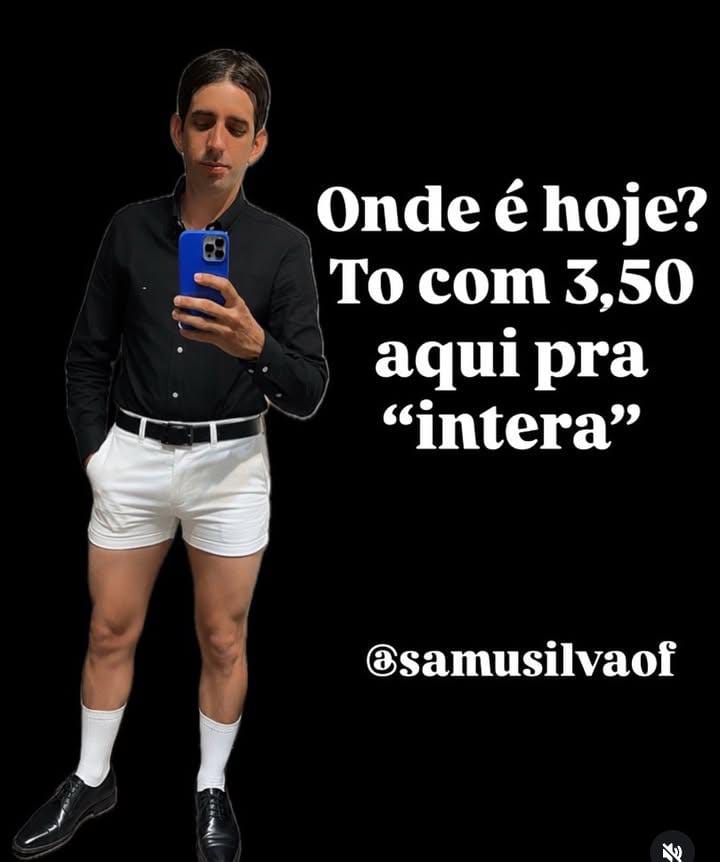 Onde é hoje?
To com 3,50
aqui pra
“intera”
@samusilvaof